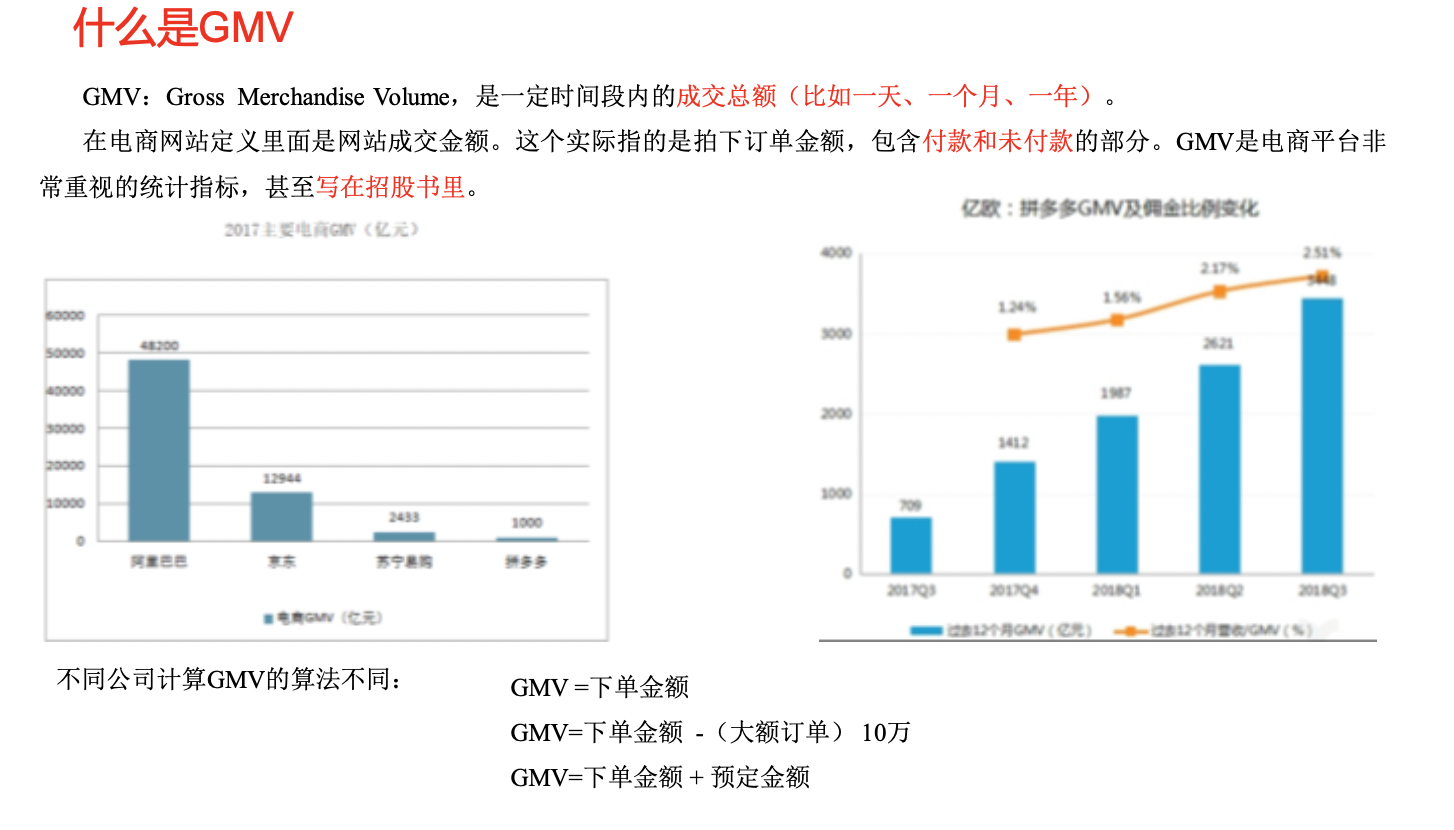 什么是GMV
GMV：Gross Merchandise Volume，是一定时间段内的成交总额（比如一天、一个月、一年）。
在电商网站定义里面是网站成交金额。这个实际指的是拍下订单金额，包含付款和未付款的部分。GMV是电商平台非
常重视的统计指标，甚至写在招股书里。
2017主要电商GMV（亿元）
60000
50000
40000
30000
20000
10000
0
48200
12944
2433
1000
阿里巴巴
京东
苏宁易购
拼多多
电商GMV（亿元）
亿欧：拼多多GMV及佣金比例变化
4000
3000
2000
1000
0
1.24%
1.56%
2.17%
2.51%
709
1412
1987
2621
3448
2017Q3
2017Q4
2018Q1
2018Q2
2018Q3
过去12个月GMV（亿元）
过去12个月营收/GMV（%）
不同公司计算GMV的算法不同：
GMV =下单金额
GMV=下单金额 -（大额订单） 10万
GMV=下单金额 + 预定金额